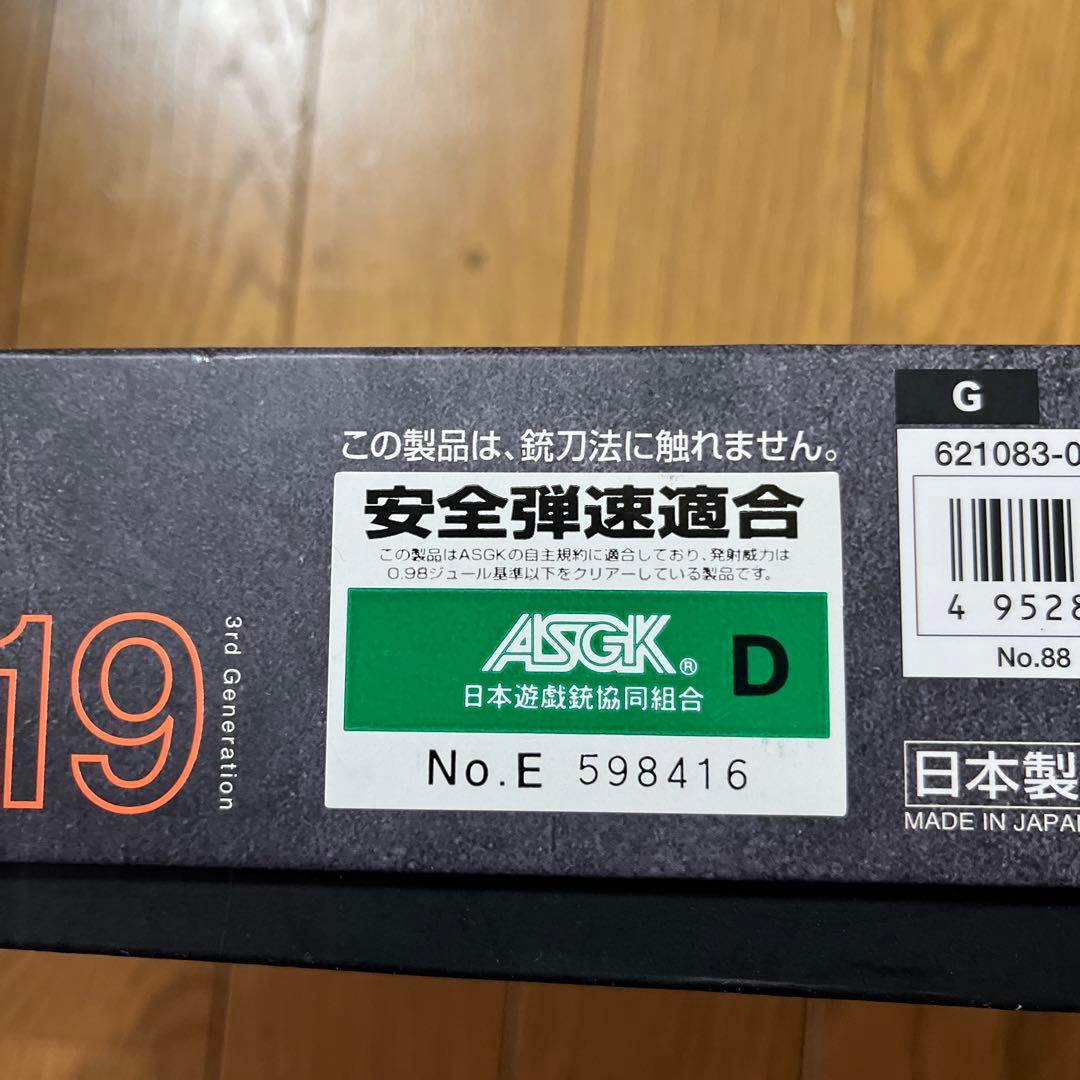 19
3rd Generation
この製品は、銃刀法に触れません。
安全弾速適合
この製品はASGKの自主規約に適合しており、発射威力は
0.98ジュール基準以下をクリアーしている製品です。
ASGK®
日本遊戯銃協同組合
D
No.E 598416
G
621083-0
4 9528
No.88
日本製
MADE IN JAPAN